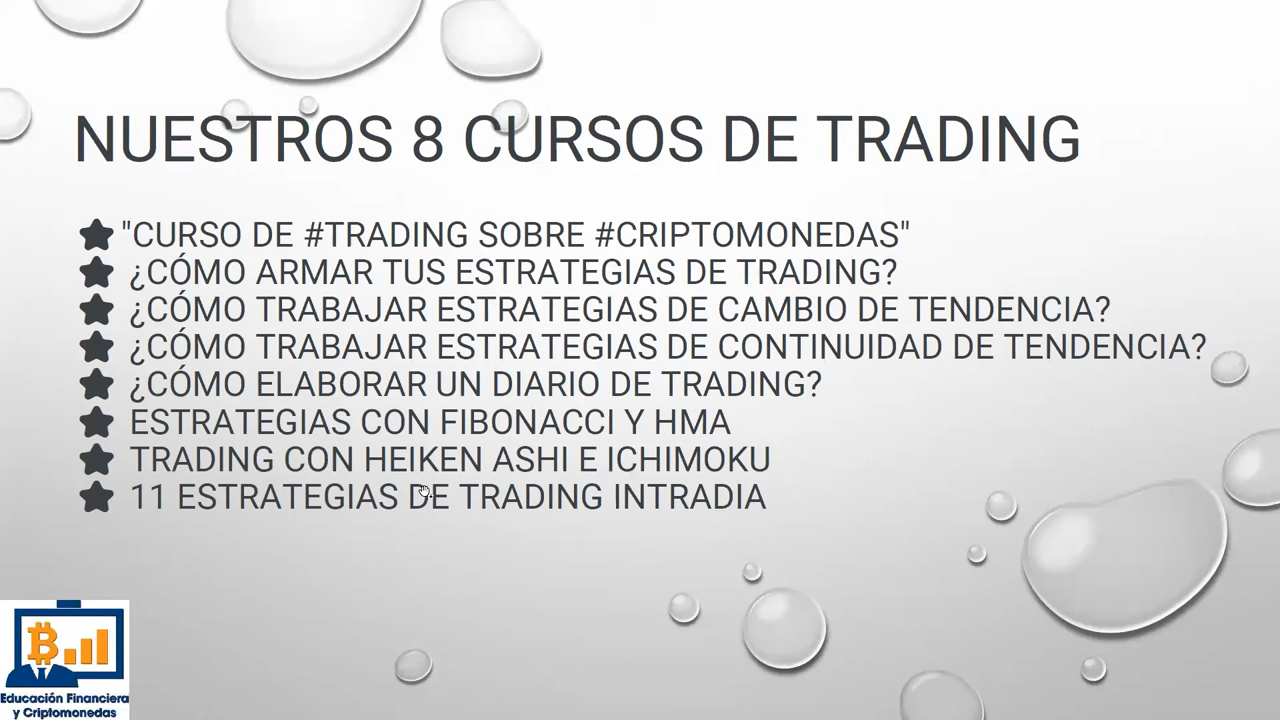 NUESTROS 8 CURSOS DE TRADING
"CURSO DE #TRADING SOBRE #CRIPTOMONEDAS"
¿CÓMO ARMAR TUS ESTRATEGIAS DE TRADING?
¿CÓMO TRABAJAR ESTRATEGIAS DE CAMBIO DE TENDENCIA?
¿CÓMO TRABAJAR ESTRATEGIAS DE CONTINUIDAD DE TENDENCIA?
¿CÓMO ELABORAR UN DIARIO DE TRADING?
ESTRATEGIAS CON FIBONACCI Y HMA
TRADING CON HEIKEN ASHI E ICHIMOKU
11 ESTRATEGIAS DE TRADING INTRADIA
Educación Financiera
y Criptomonedas